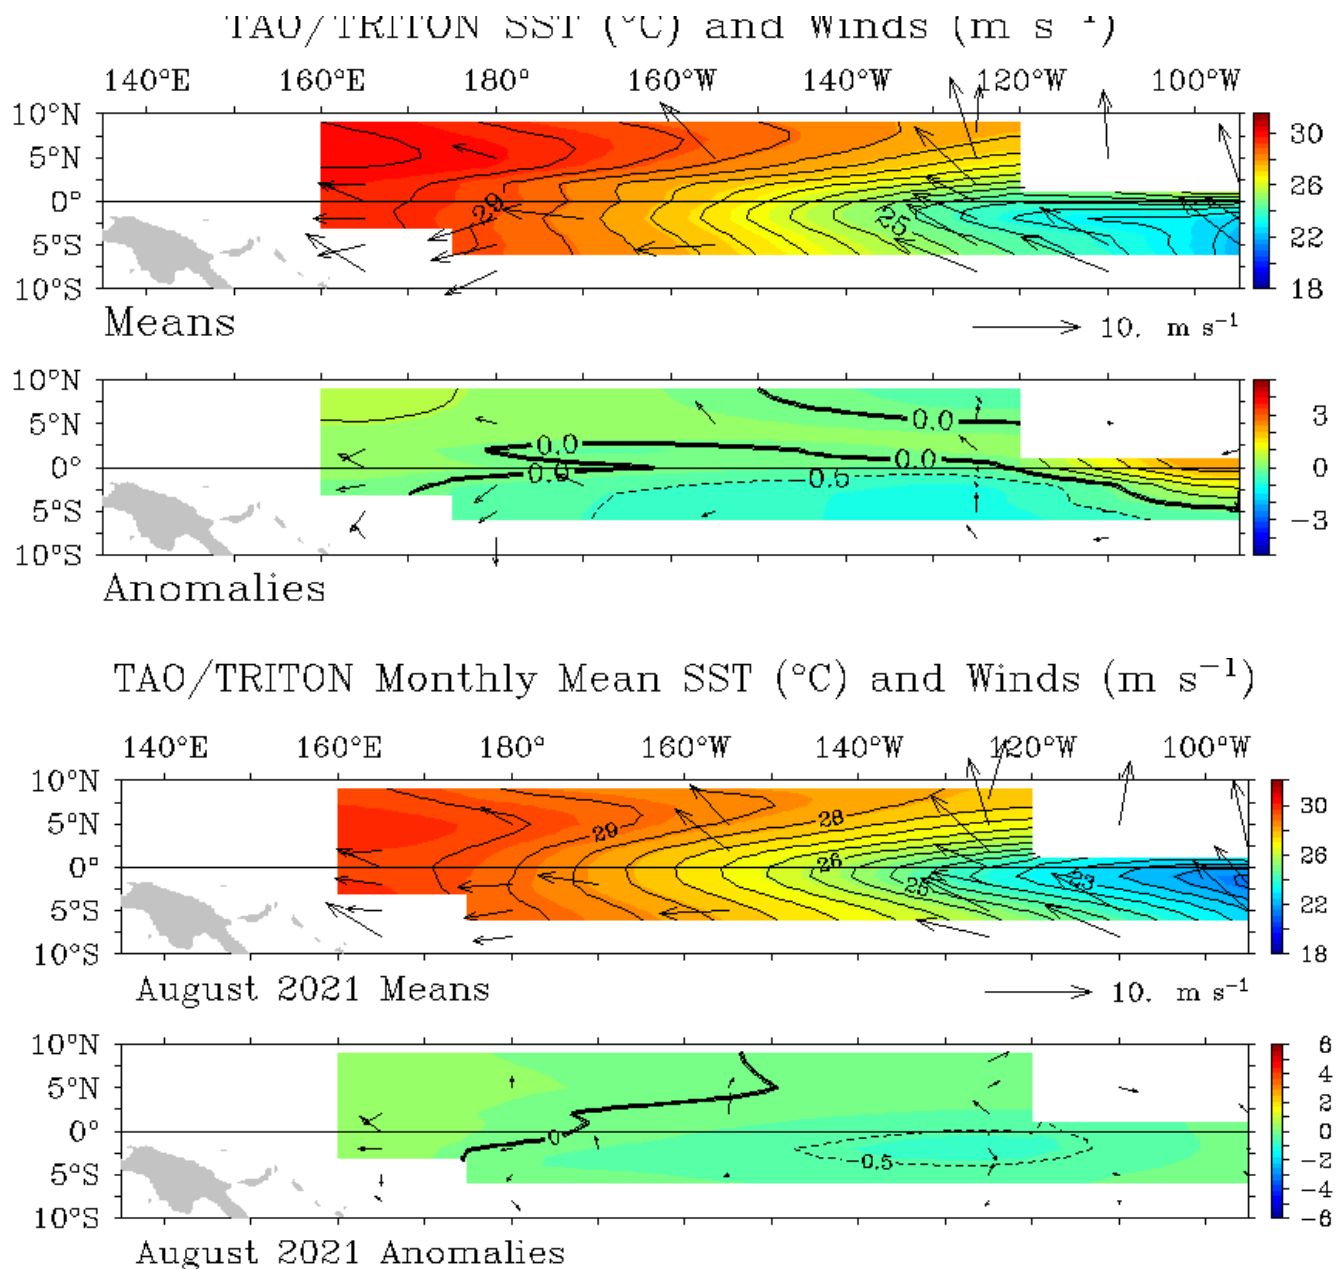 TAO/TRITON SST (°C) and Winds (m s⁻¹)
140°E 160°E 180° 160°W 140°W 120°W 100°W
10°N
5°N
0°
5°S
10°S
29
25
30
26
22
18
Means
10. m s⁻¹
10°N
5°N
0°
5°S
10°S
0.0
0.0
0.0
0.0
-0.5
3
0
-3
Anomalies
TAO/TRITON Monthly Mean SST (°C) and Winds (m s⁻¹)
140°E 160°E 180° 160°W 140°W 120°W 100°W
10°N
5°N
0°
5°S
10°S
29
28
26
25
23
30
26
22
18
August 2021 Means
10. m s⁻¹
10°N
5°N
0°
5°S
10°S
0
-0.5
6
4
2
0
-2
-4
-6
August 2021 Anomalies